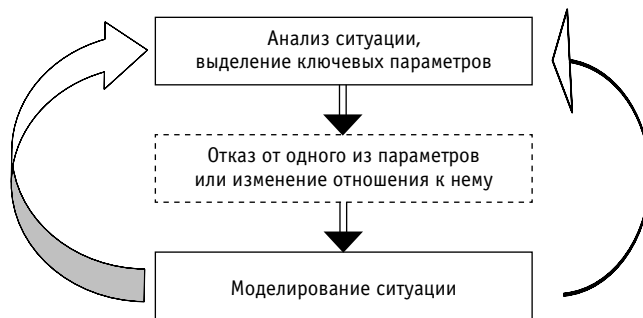 Анализ ситуации,
выделение ключевых параметров
Отказ от одного из параметров
или изменение отношения к нему
Моделирование ситуации